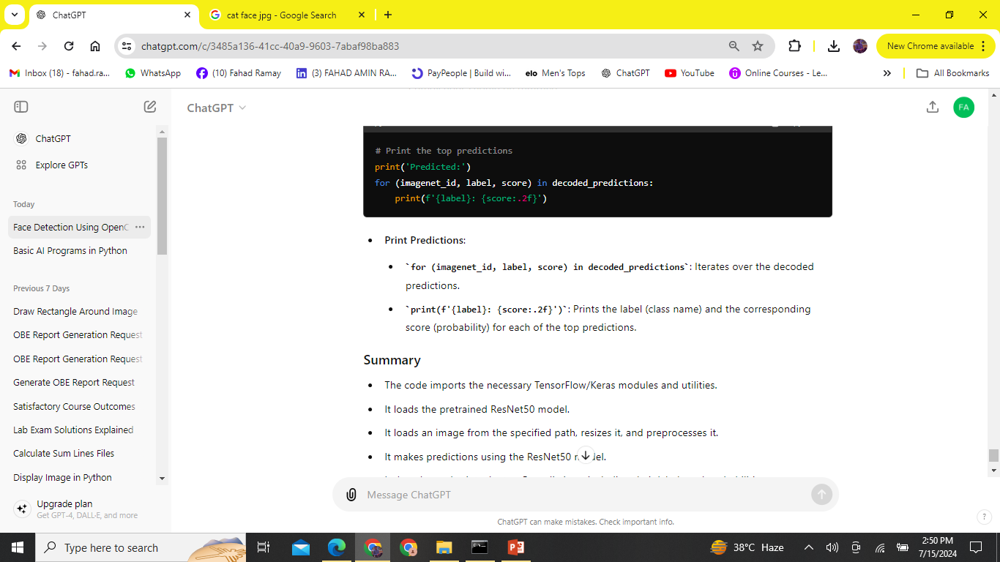 ChatGPT
cat face jpg - Google Search
chatgpt.com/c/3485a136-41cc-40a9-9603-7abaf98ba883
New Chrome available
Inbox (18) - fahad.ra...
WhatsApp
(10) Fahad Ramay
(3) FAHAD AMIN RA...
PayPeople | Build wi...
elo Men's Tops
ChatGPT
YouTube
Online Courses - Le...
All Bookmarks
ChatGPT
FA
ChatGPT
Explore GPTs
Today
Face Detection Using OpenC
Basic AI Programs in Python
Previous 7 Days
Draw Rectangle Around Image
OBE Report Generation Request
OBE Report Generation Request
Generate OBE Report Request
Satisfactory Course Outcomes
Lab Exam Solutions Explained
Calculate Sum Lines Files
Display Image in Python
Upgrade plan
Get GPT-4, DALL·E, and more
# Print the top predictions
print('Predicted:')
for (imagenet_id, label, score) in decoded_predictions:
    print(f'{label}: {score:.2f}')
• Print Predictions:
• `for (imagenet_id, label, score) in decoded_predictions`: Iterates over the decoded
predictions.
• `print(f'{label}: {score:.2f}')`: Prints the label (class name) and the corresponding
score (probability) for each of the top predictions.
Summary
• The code imports the necessary TensorFlow/Keras modules and utilities.
• It loads the pretrained ResNet50 model.
• It loads an image from the specified path, resizes it, and preprocesses it.
• It makes predictions using the ResNet50 model.
Message ChatGPT
ChatGPT can make mistakes. Check important info.
?
Type here to search
38°C Haze
2:50 PM
7/15/2024